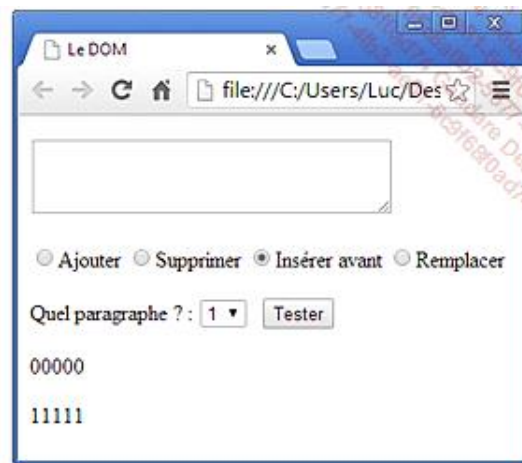 Le DOM
file:///C:/Users/Luc/Des
Ajouter Supprimer Insérer avant Remplacer
Quel paragraphe ? : 1 Tester
00000
11111